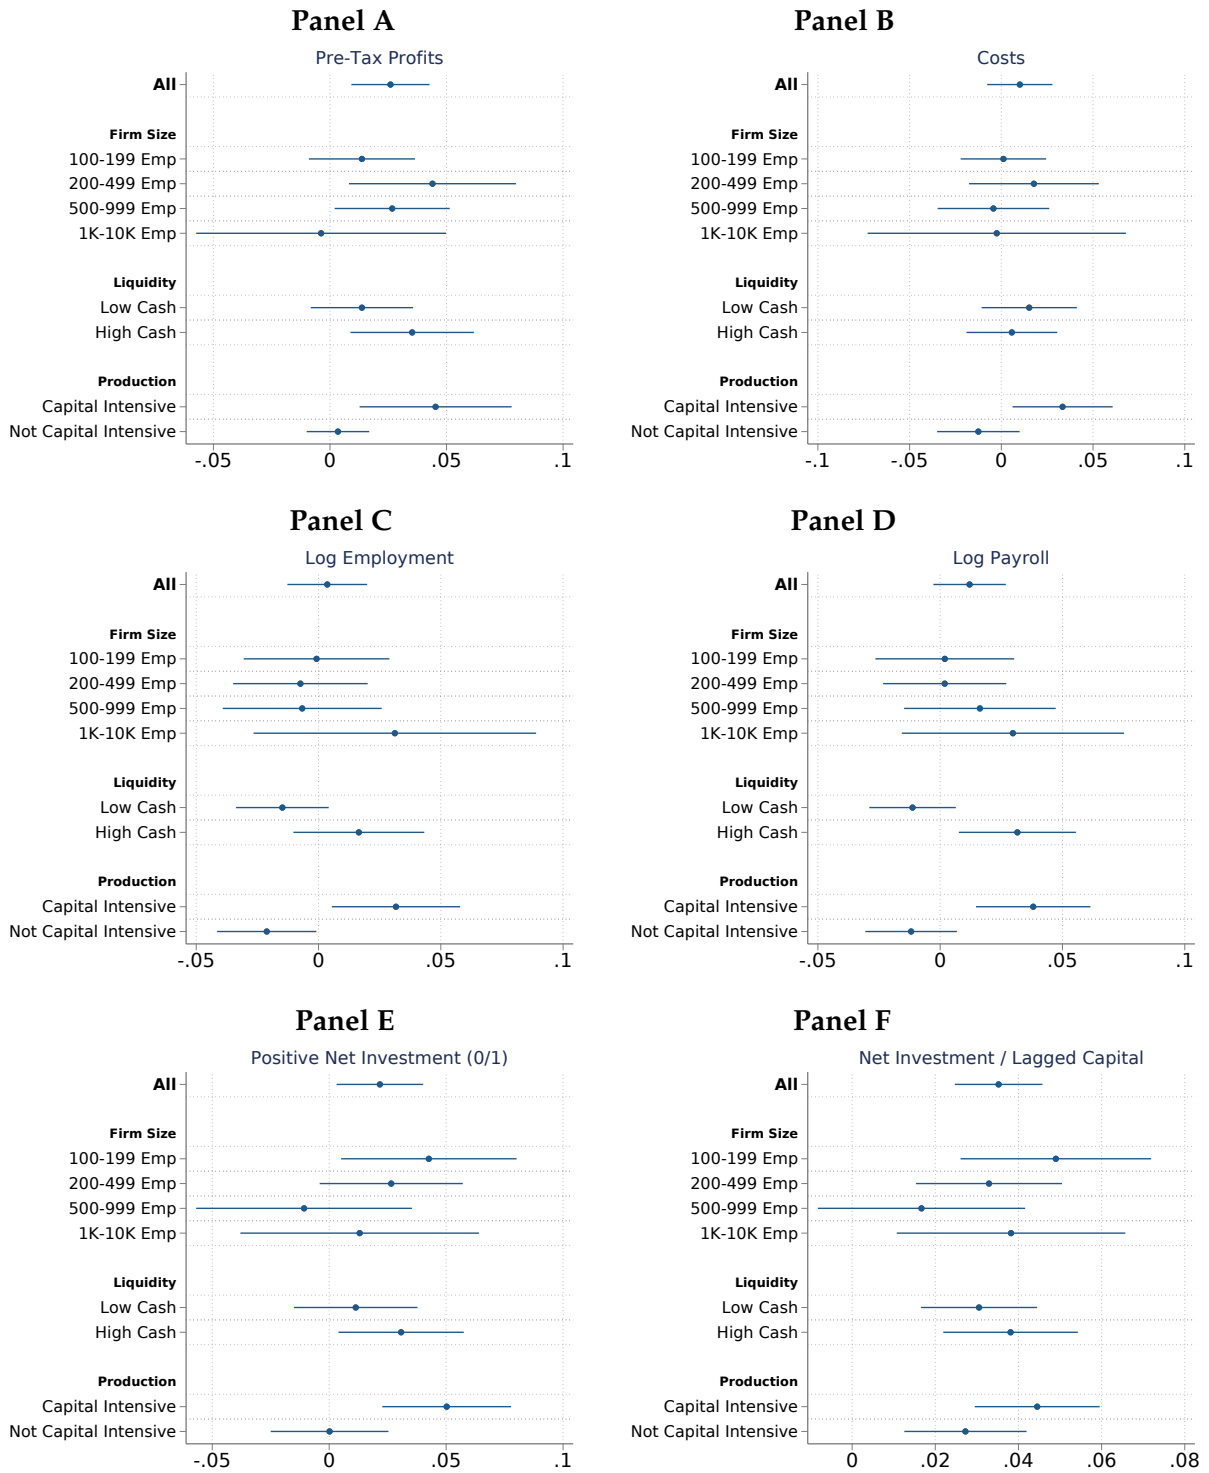 Panel A
Pre-Tax Profits
All
Firm Size
100-199 Emp
200-499 Emp
500-999 Emp
1K-10K Emp
Liquidity
Low Cash
High Cash
Production
Capital Intensive
Not Capital Intensive
-.05 0 .05 .1
Panel B
Costs
All
Firm Size
100-199 Emp
200-499 Emp
500-999 Emp
1K-10K Emp
Liquidity
Low Cash
High Cash
Production
Capital Intensive
Not Capital Intensive
-.1 -.05 0 .05 .1
Panel C
Log Employment
All
Firm Size
100-199 Emp
200-499 Emp
500-999 Emp
1K-10K Emp
Liquidity
Low Cash
High Cash
Production
Capital Intensive
Not Capital Intensive
-.05 0 .05 .1
Panel D
Log Payroll
All
Firm Size
100-199 Emp
200-499 Emp
500-999 Emp
1K-10K Emp
Liquidity
Low Cash
High Cash
Production
Capital Intensive
Not Capital Intensive
-.05 0 .05 .1
Panel E
Positive Net Investment (0/1)
All
Firm Size
100-199 Emp
200-499 Emp
500-999 Emp
1K-10K Emp
Liquidity
Low Cash
High Cash
Production
Capital Intensive
Not Capital Intensive
-.05 0 .05 .1
Panel F
Net Investment / Lagged Capital
All
Firm Size
100-199 Emp
200-499 Emp
500-999 Emp
1K-10K Emp
Liquidity
Low Cash
High Cash
Production
Capital Intensive
Not Capital Intensive
0 .02 .04 .06 .08